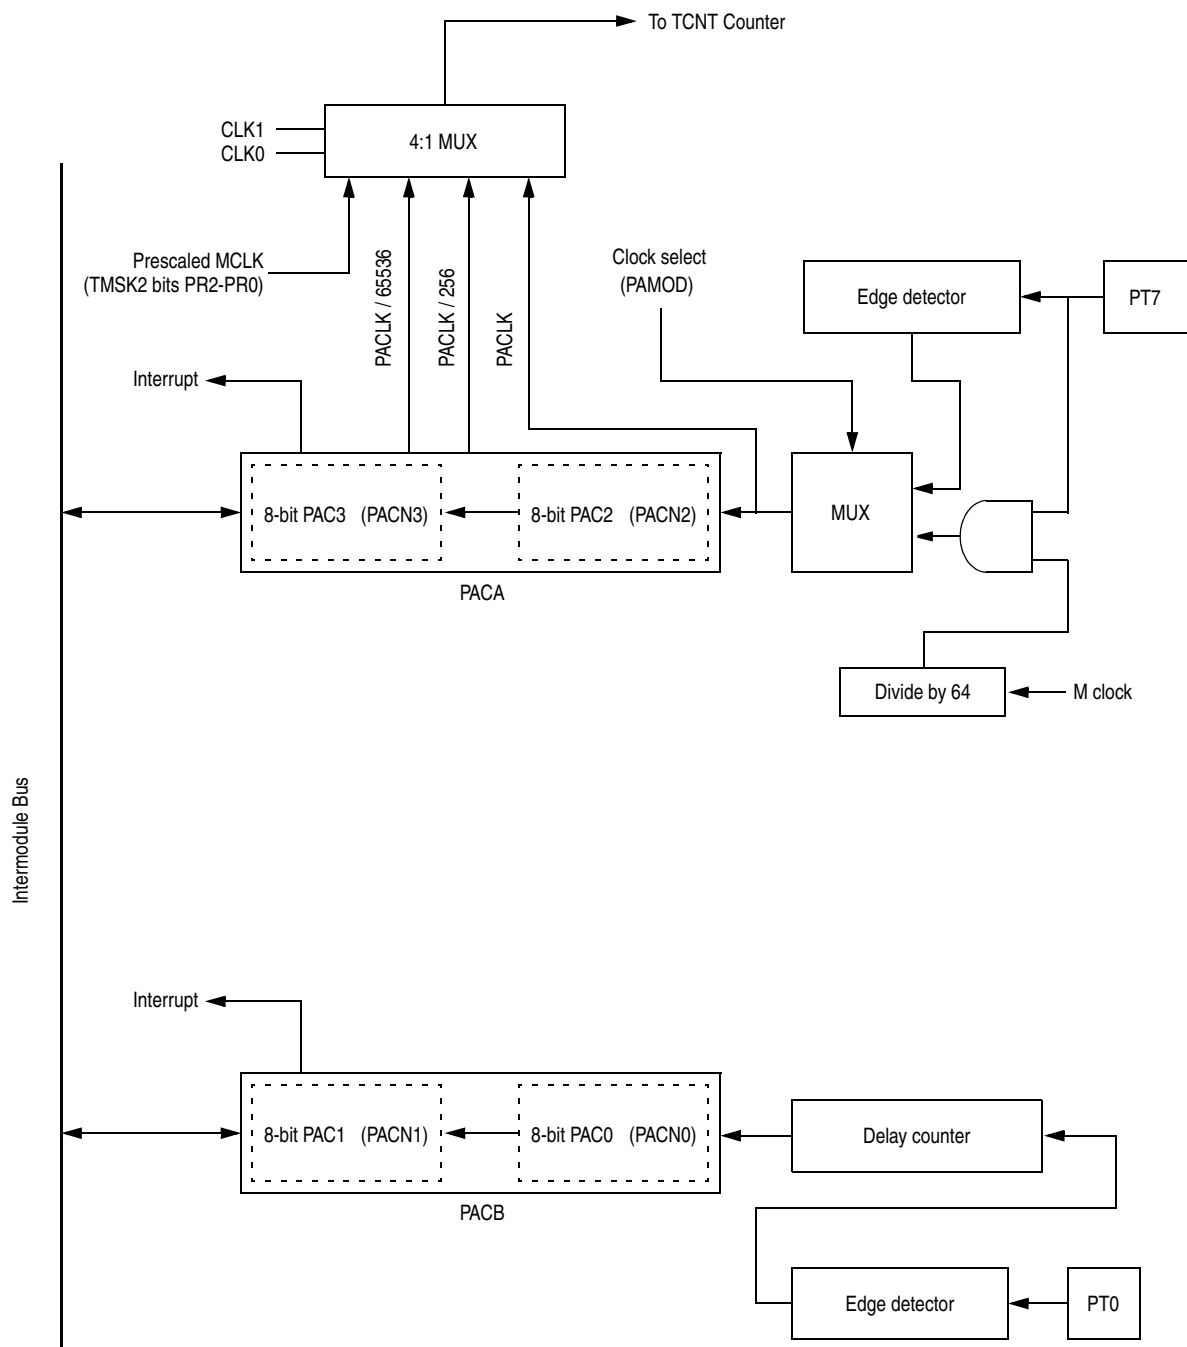 To TCNT Counter
CLK1
CLK0
4:1 MUX
Prescaled MCLK
(TMSK2 bits PR2-PR0)
PACLK / 65536
PACLK / 256
PACLK
Clock select
(PAMOD)
Edge detector
PT7
Interrupt
8-bit PAC3 (PACN3)
8-bit PAC2 (PACN2)
MUX
PACA
Divide by 64
M clock
Intermodule Bus
Interrupt
8-bit PAC1 (PACN1)
8-bit PAC0 (PACN0)
Delay counter
PACB
Edge detector
PT0